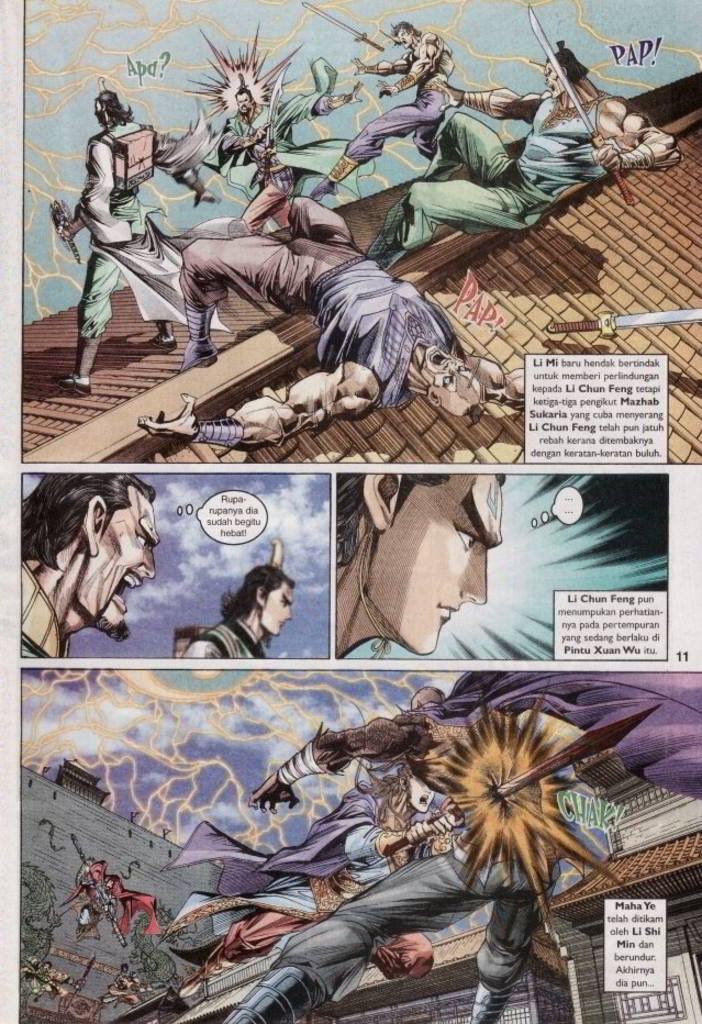 Apa?
PAP!
PAP!
Li Mi baru hendak bertindak
untuk memberi perlindungan
kepada Li Chun Feng tetapi
ketiga-tiga pengikut Mazhab
Sukaria yang cuba menyerang
Li Chun Feng telah pun jatuh
rebah kerana ditembaknya
dengan keratan-keratan buluh.
Rupa-
rupanya dia
sudah begitu
hebat!
...
...
Li Chun Feng pun
menumpukan perhatian-
nya pada pertempuran
yang sedang berlaku di
Pintu Xuan Wu itu.
11
CHAK!
Maha Ye
telah ditikam
oleh Li Shi
Min dan
berundur.
Akhirnya
dia pun...